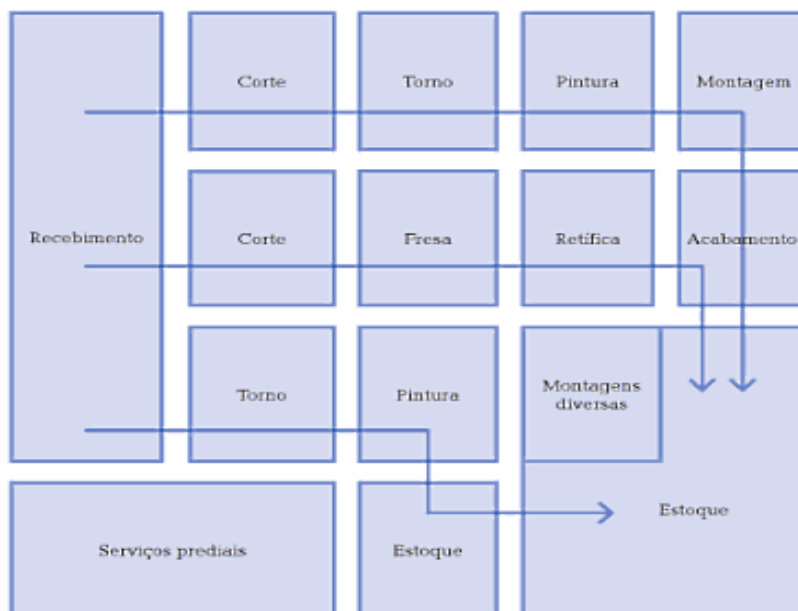 Corte
Torno
Pintura
Montagem
Recebimento
Corte
Fresa
Retífica
Acabamento
Torno
Pintura
Montagens
diversas
Estoque
Serviços prediais
Estoque